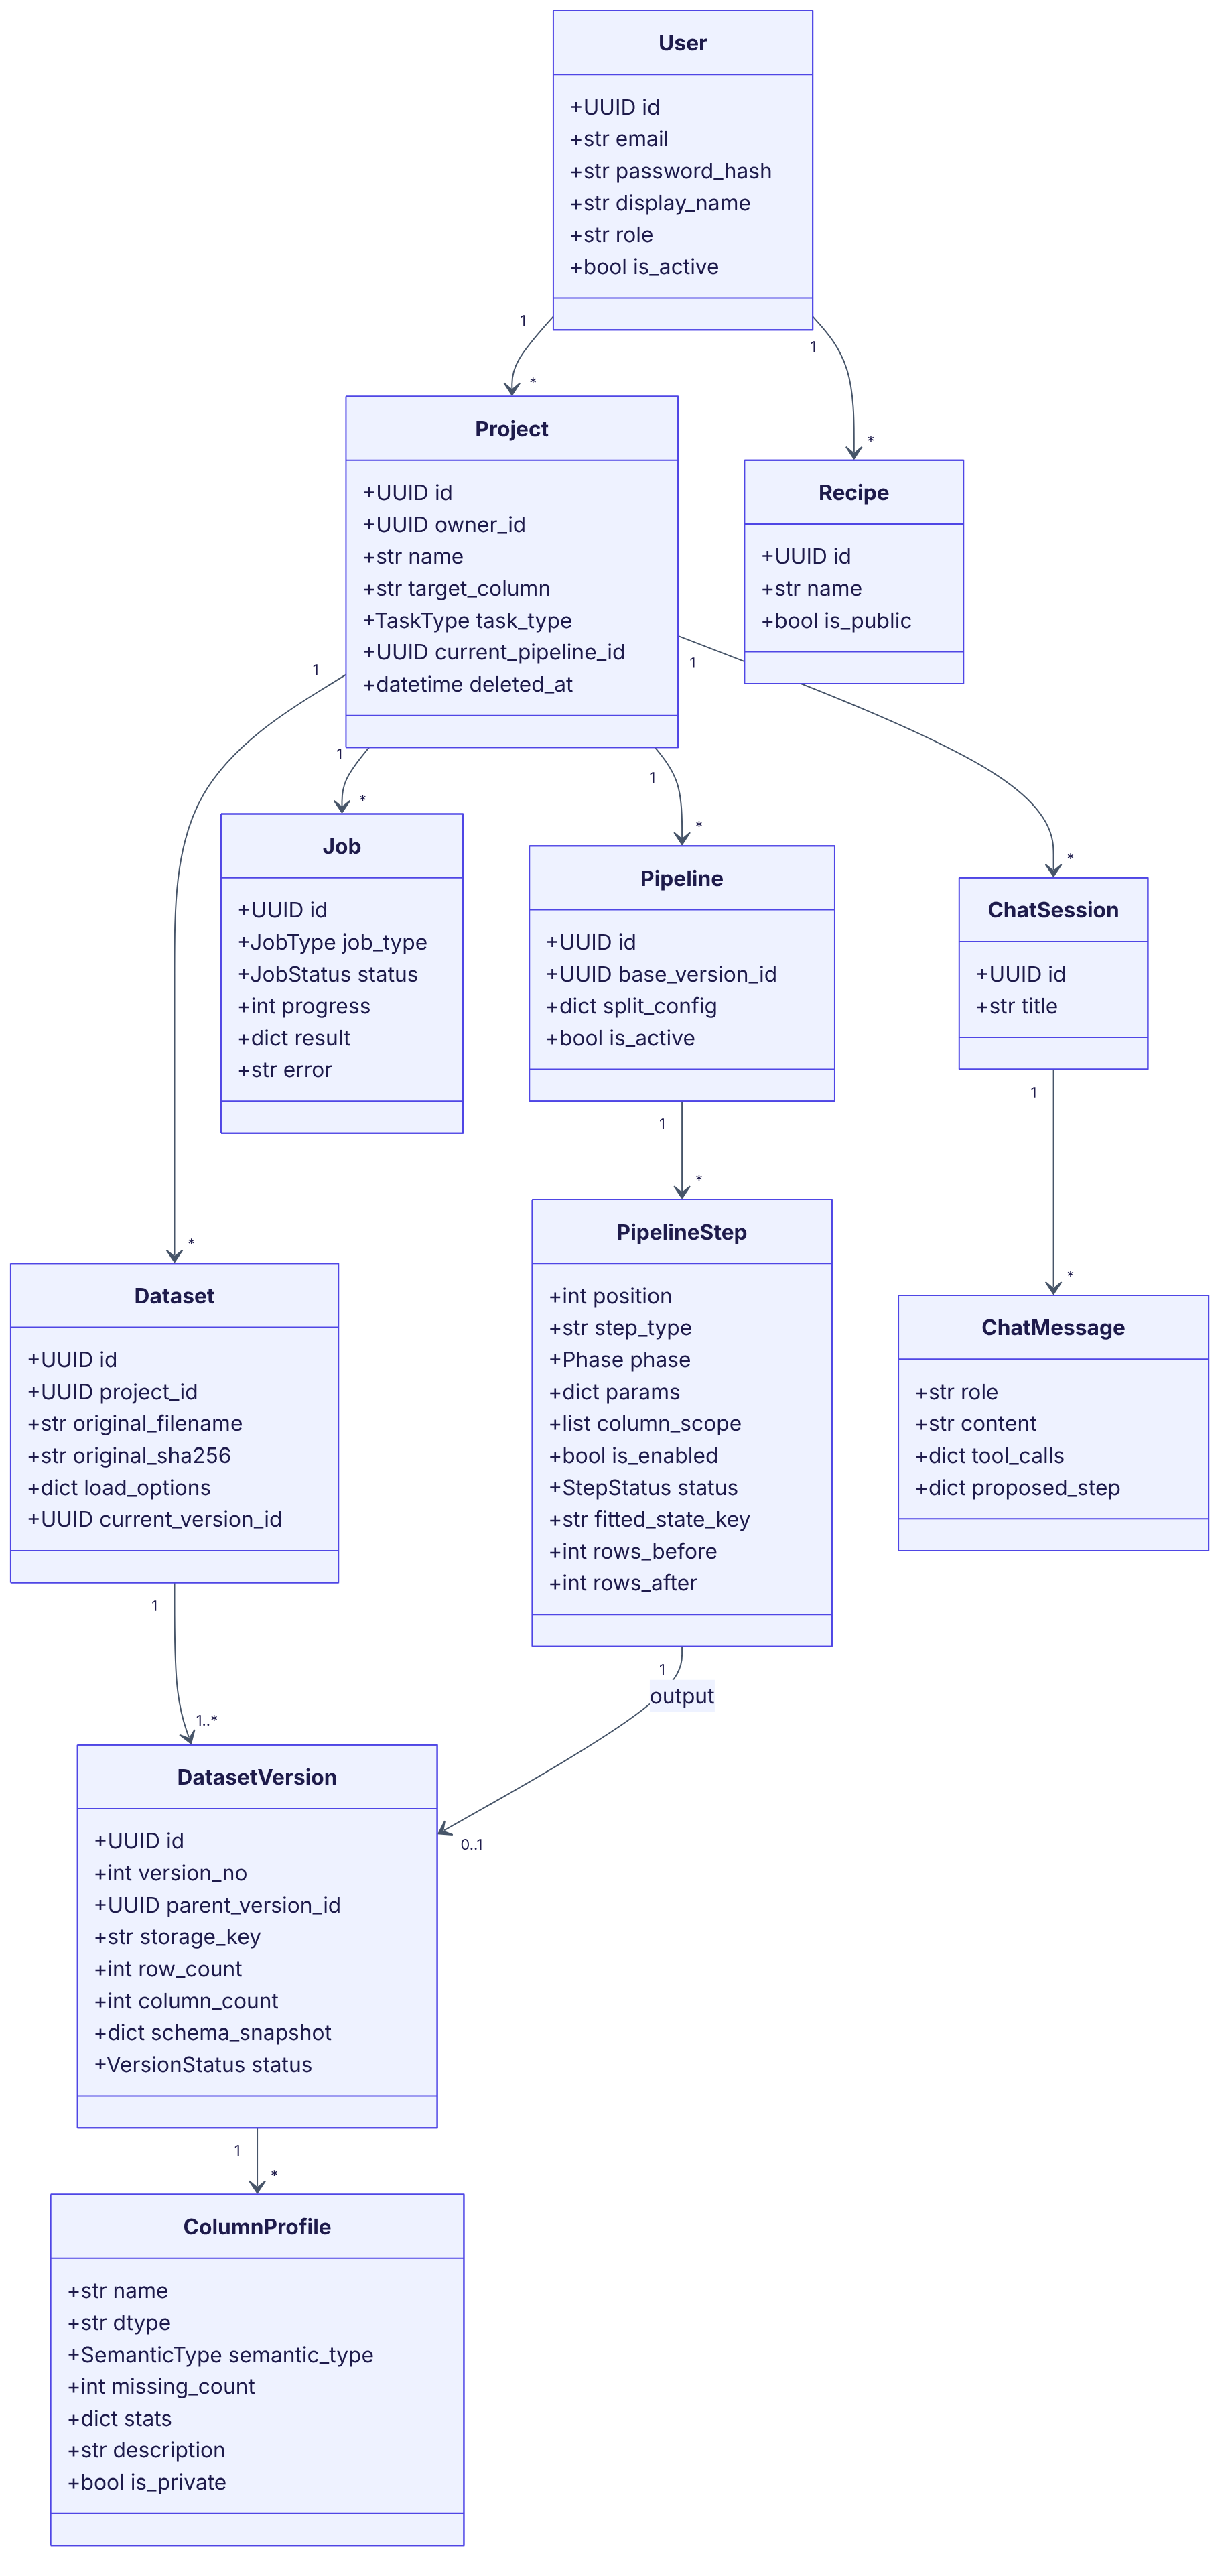 User
+UUID id
+str email
+str password_hash
+str display_name
+str role
+bool is_active
1
*
1
*
Project
+UUID id
+UUID owner_id
+str name
+str target_column
+TaskType task_type
+UUID current_pipeline_id
+datetime deleted_at
Recipe
+UUID id
+str name
+bool is_public
1
*
1
*
1
*
1
*
Job
+UUID id
+JobType job_type
+JobStatus status
+int progress
+dict result
+str error
Pipeline
+UUID id
+UUID base_version_id
+dict split_config
+bool is_active
ChatSession
+UUID id
+str title
1
*
1
*
Dataset
+UUID id
+UUID project_id
+str original_filename
+str original_sha256
+dict load_options
+UUID current_version_id
PipelineStep
+int position
+str step_type
+Phase phase
+dict params
+list column_scope
+bool is_enabled
+StepStatus status
+str fitted_state_key
+int rows_before
+int rows_after
ChatMessage
+str role
+str content
+dict tool_calls
+dict proposed_step
1
1..*
1
output
0..1
DatasetVersion
+UUID id
+int version_no
+UUID parent_version_id
+str storage_key
+int row_count
+int column_count
+dict schema_snapshot
+VersionStatus status
1
*
ColumnProfile
+str name
+str dtype
+SemanticType semantic_type
+int missing_count
+dict stats
+str description
+bool is_private